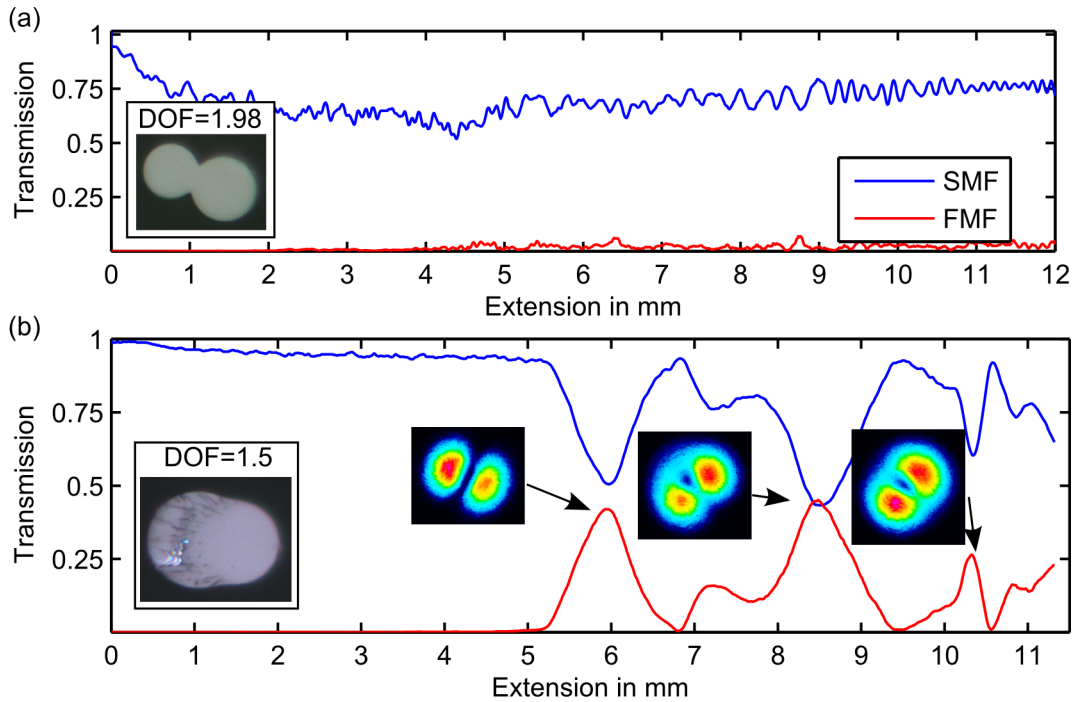 (a)
Transmission
1
0.75
0.5
0.25
DOF=1.98
SMF
FMF
0 1 2 3 4 5 6 7 8 9 10 11 12
Extension in mm
(b)
Transmission
1
0.75
0.5
0.25
DOF=1.5
0 1 2 3 4 5 6 7 8 9 10 11
Extension in mm